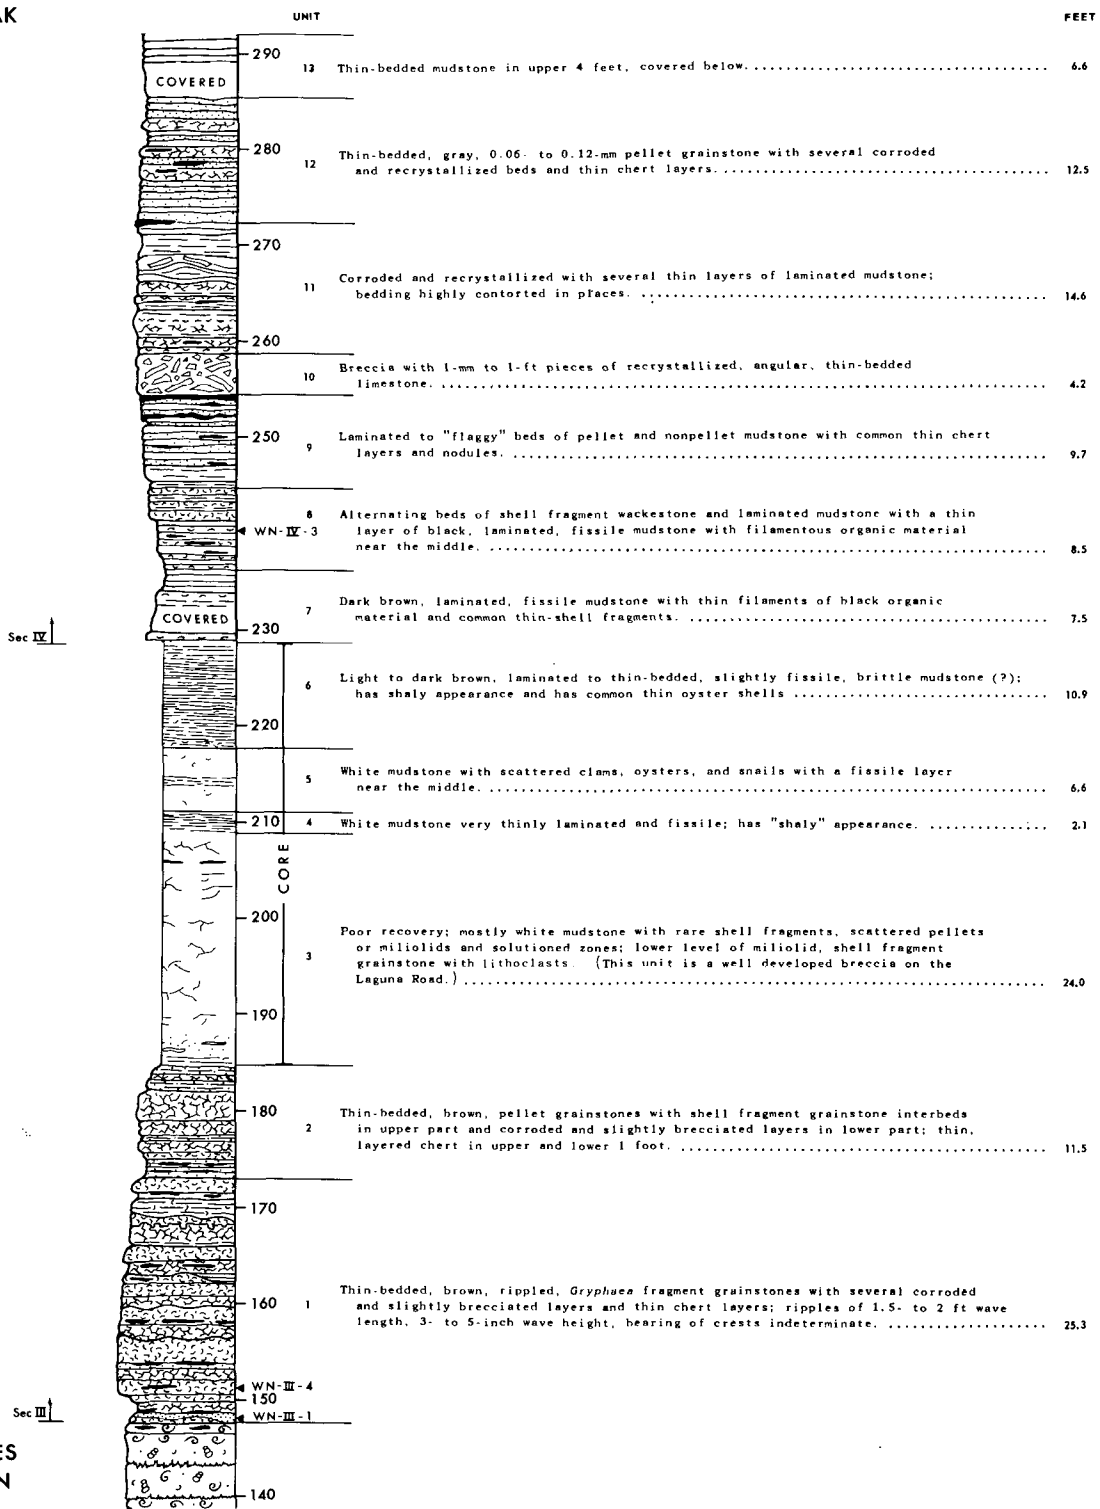 AK
UNIT FEET
290
13 Thin-bedded mudstone in upper 4 feet, covered below. 6.6
COVERED
280
12 Thin-bedded, gray, 0.06- to 0.12-mm pellet grainstone with several corroded
and recrystallized beds and thin chert layers. 12.5
270
11 Corroded and recrystallized with several thin layers of laminated mudstone;
bedding highly contorted in places. 14.6
260
10 Breccia with 1-mm to 1-ft pieces of recrystallized, angular, thin-bedded
limestone. 4.2
250
9 Laminated to "flaggy" beds of pellet and nonpellet mudstone with common thin chert
layers and nodules. 9.7
8 Alternating beds of shell fragment wackestone and laminated mudstone with a thin
WN-IV-3 layer of black, laminated, fissile mudstone with filamentous organic material
near the middle. 8.5
7 Dark brown, laminated, fissile mudstone with thin filaments of black organic
COVERED material and common thin-shell fragments. 7.5
230
Sec IV
6 Light to dark brown, laminated to thin-bedded, slightly fissile, brittle mudstone (?);
has shaly appearance and has common thin oyster shells 10.9
220
5 White mudstone with scattered clams, oysters, and snails with a fissile layer
near the middle. 6.6
210 4 White mudstone very thinly laminated and fissile; has "shaly" appearance. 2.1
CORE
200
3 Poor recovery; mostly white mudstone with rare shell fragments, scattered pellets
or miliolids and solutioned zones; lower level of miliolid, shell fragment
grainstone with lithoclasts. (This unit is a well developed breccia on the
Laguna Road.) 24.0
190
180
2 Thin-bedded, brown, pellet grainstones with shell fragment grainstone interbeds
in upper part and corroded and slightly brecciated layers in lower part; thin,
layered chert in upper and lower 1 foot. 11.5
170
160
1 Thin-bedded, brown, rippled, Gryphaea fragment grainstones with several corroded
and slightly brecciated layers and thin chert layers; ripples of 1.5- to 2 ft wave
length, 3- to 5-inch wave height, bearing of crests indeterminate. 25.3
WN-III-4
150
Sec III WN-III-1
ES
N
140